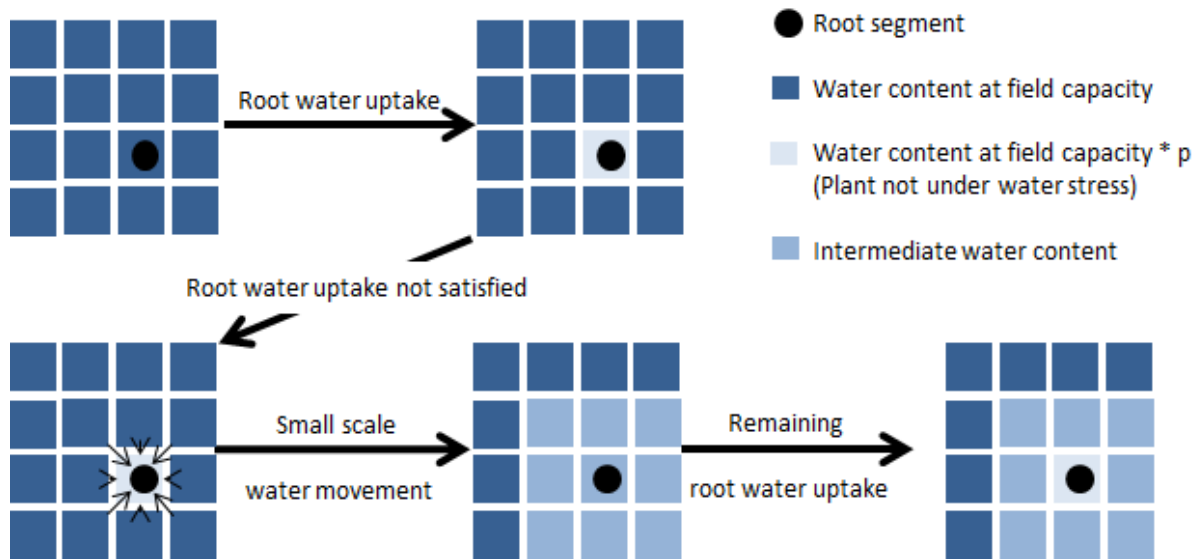 Root segment
Root water uptake
Water content at field capacity
Water content at field capacity * p
(Plant not under water stress)
Intermediate water content
Root water uptake not satisfied
Small scale
water movement
Remaining
root water uptake